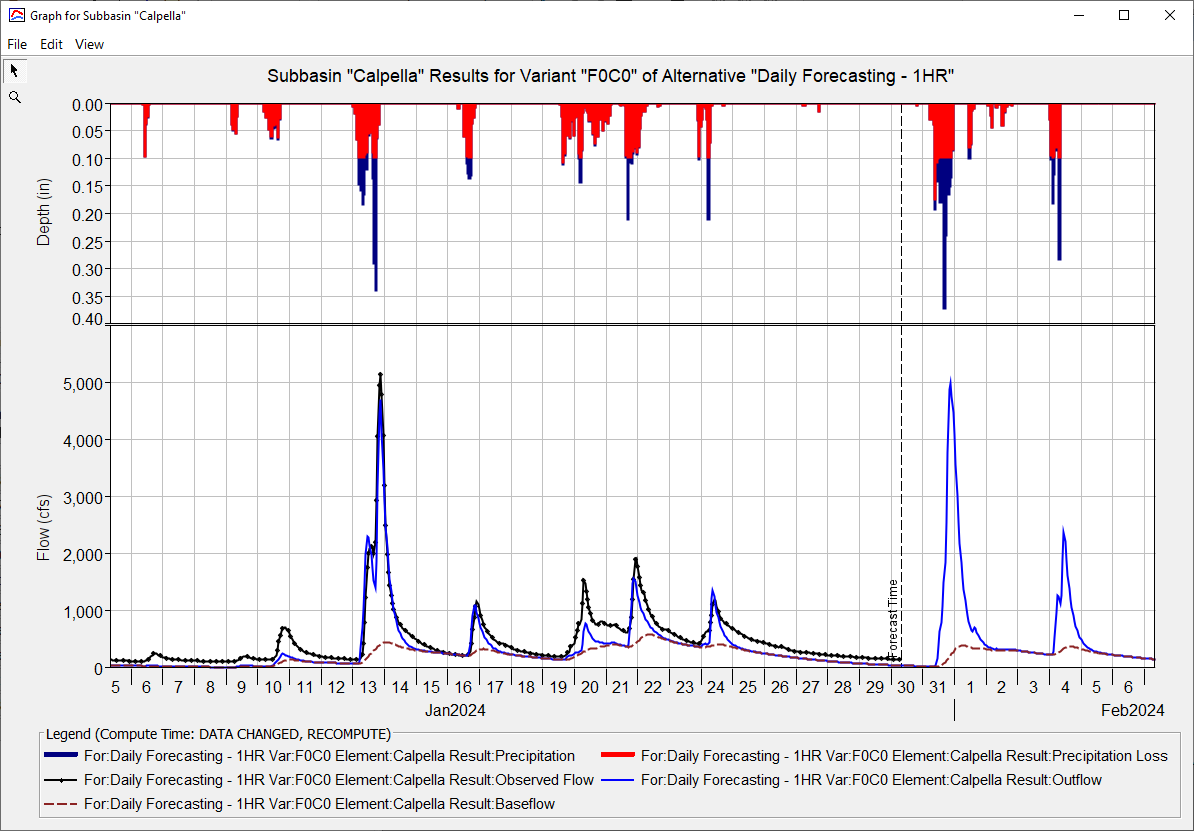 Graph for Subbasin "Calpella"
File Edit View
Subbasin "Calpella" Results for Variant "F0C0" of Alternative "Daily Forecasting - 1HR"
0.00
0.05
0.10
0.15
0.20
0.25
0.30
0.35
0.40
Depth (in)
5,000
4,000
3,000
2,000
1,000
0
Flow (cfs)
Forecast Time
5 6 7 8 9 10 11 12 13 14 15 16 17 18 19 20 21 22 23 24 25 26 27 28 29 30 31 1 2 3 4 5 6
Jan2024 Feb2024
Legend (Compute Time: DATA CHANGED, RECOMPUTE)
For:Daily Forecasting - 1HR Var:F0C0 Element:Calpella Result:Precipitation For:Daily Forecasting - 1HR Var:F0C0 Element:Calpella Result:Precipitation Loss
For:Daily Forecasting - 1HR Var:F0C0 Element:Calpella Result:Observed Flow For:Daily Forecasting - 1HR Var:F0C0 Element:Calpella Result:Outflow
For:Daily Forecasting - 1HR Var:F0C0 Element:Calpella Result:Baseflow